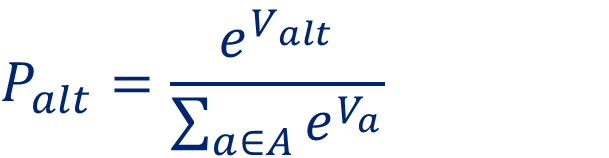 P_alt = e^{V_alt} / ∑_{a∈A} e^{V_a}